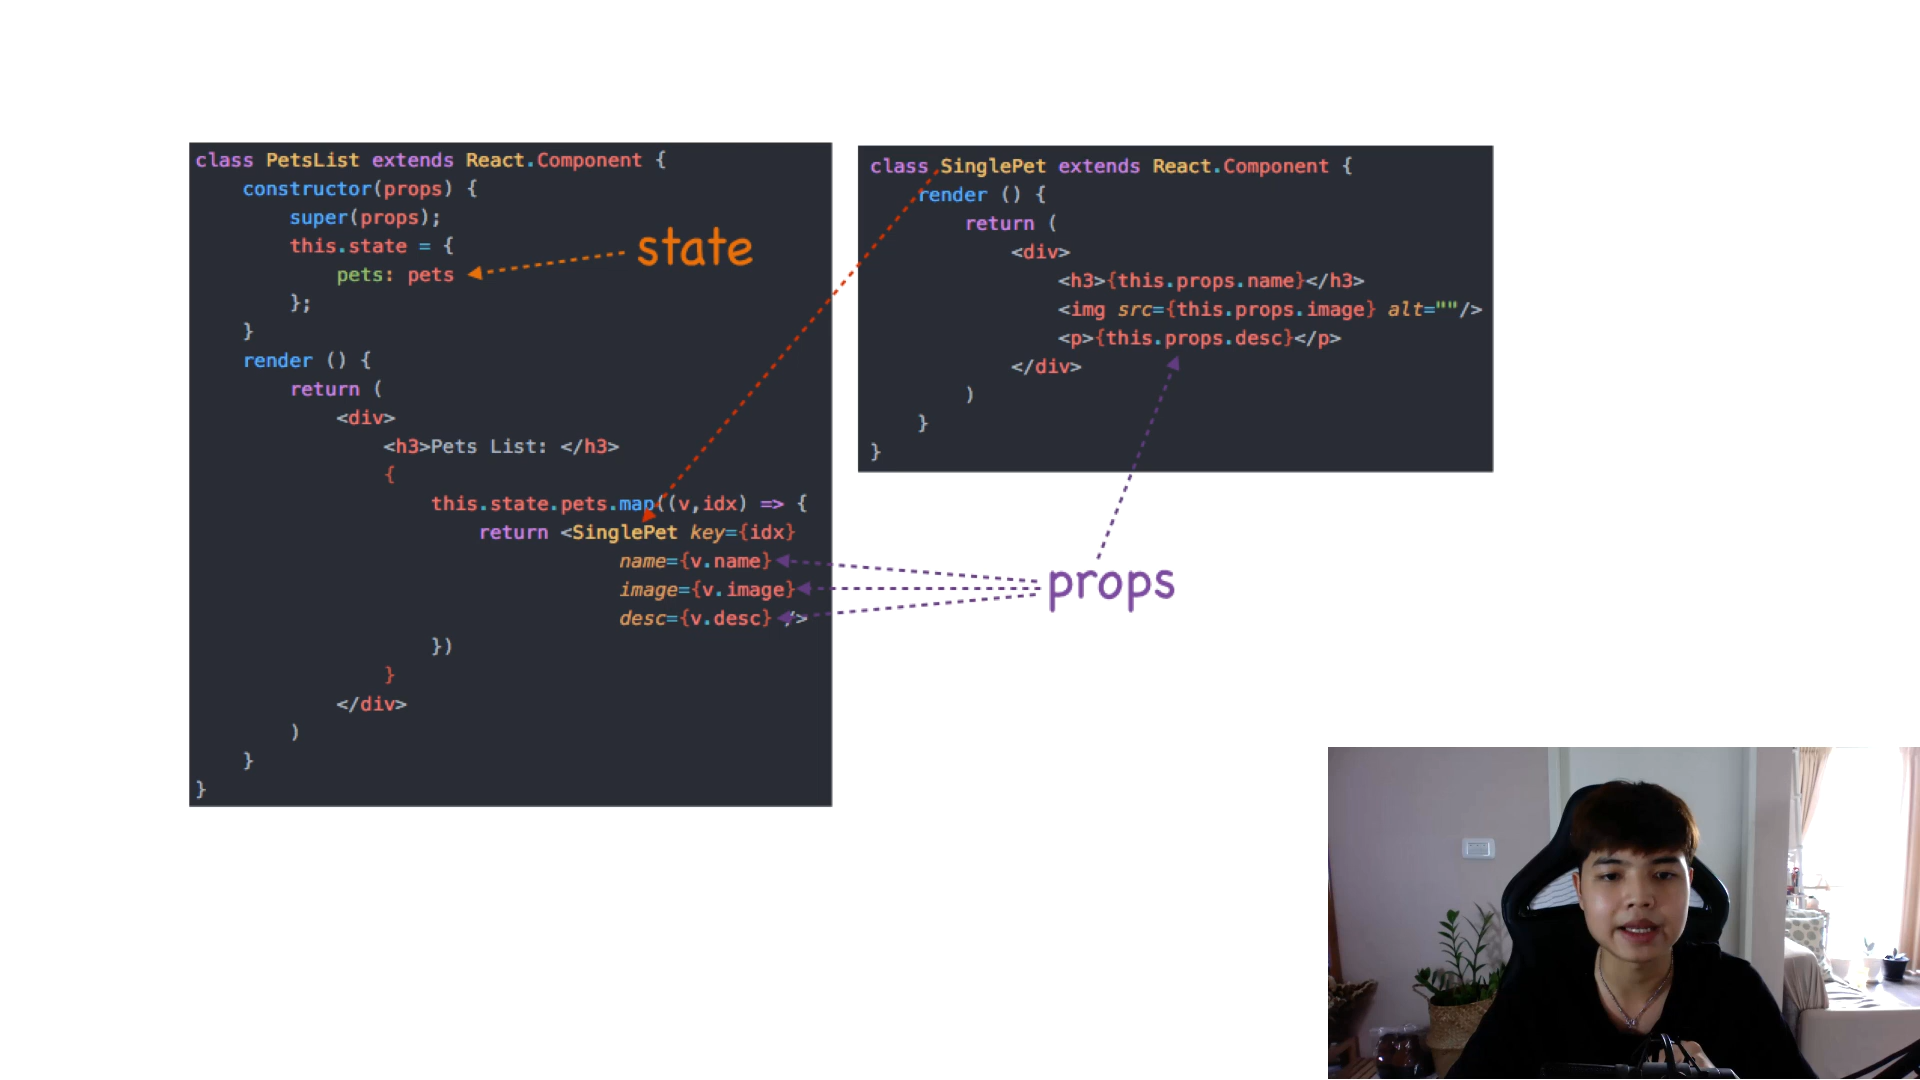 class PetsList extends React.Component {
constructor(props) {
super(props);
this.state = {
pets: pets
};
}
render () {
return (
<div>
<h3>Pets List: </h3>
{
this.state.pets.map((v,idx) => {
return <SinglePet key={idx}
name={v.name}
image={v.image}
desc={v.desc} />
})
}
</div>
)
}
}
state
class SinglePet extends React.Component {
render () {
return (
<div>
<h3>{this.props.name}</h3>
<img src={this.props.image} alt=""/>
<p>{this.props.desc}</p>
</div>
)
}
}
props